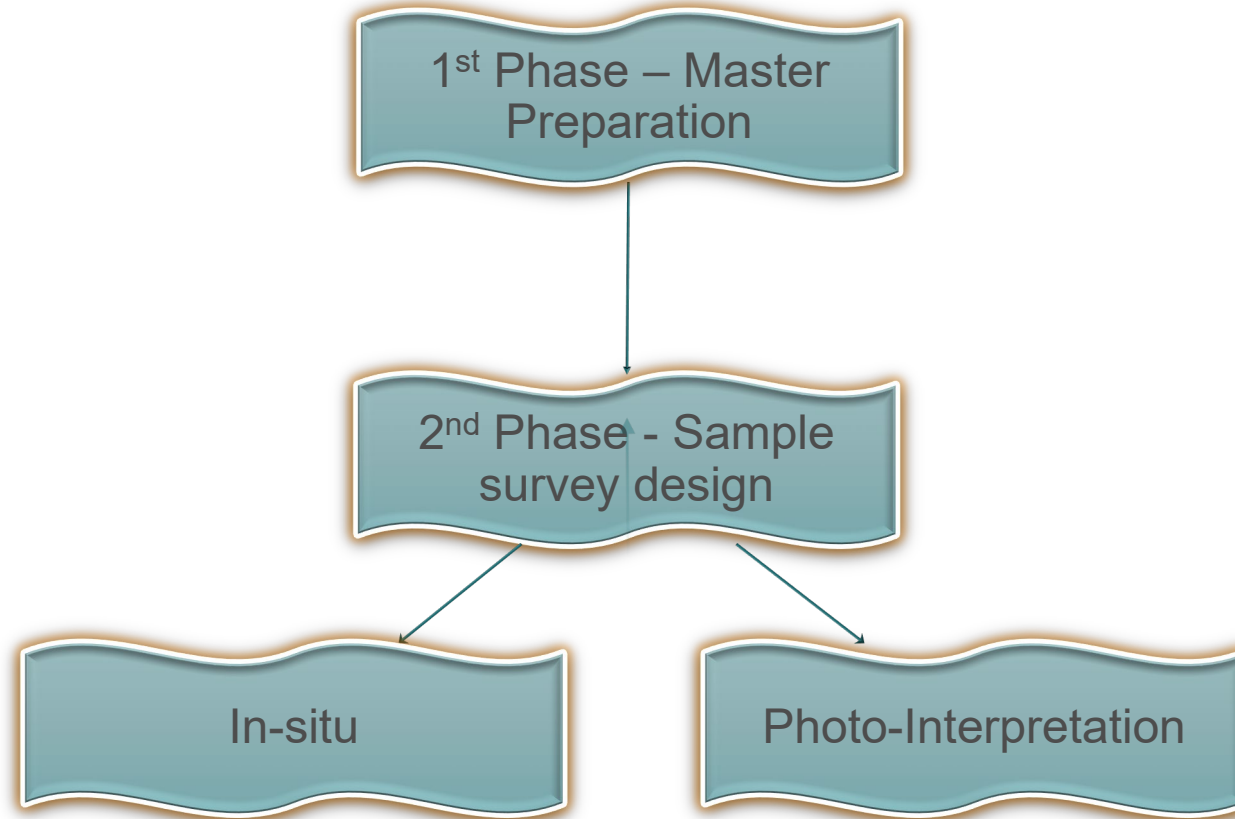 1st Phase – Master
Preparation
2nd Phase - Sample
survey design
In-situ
Photo-Interpretation